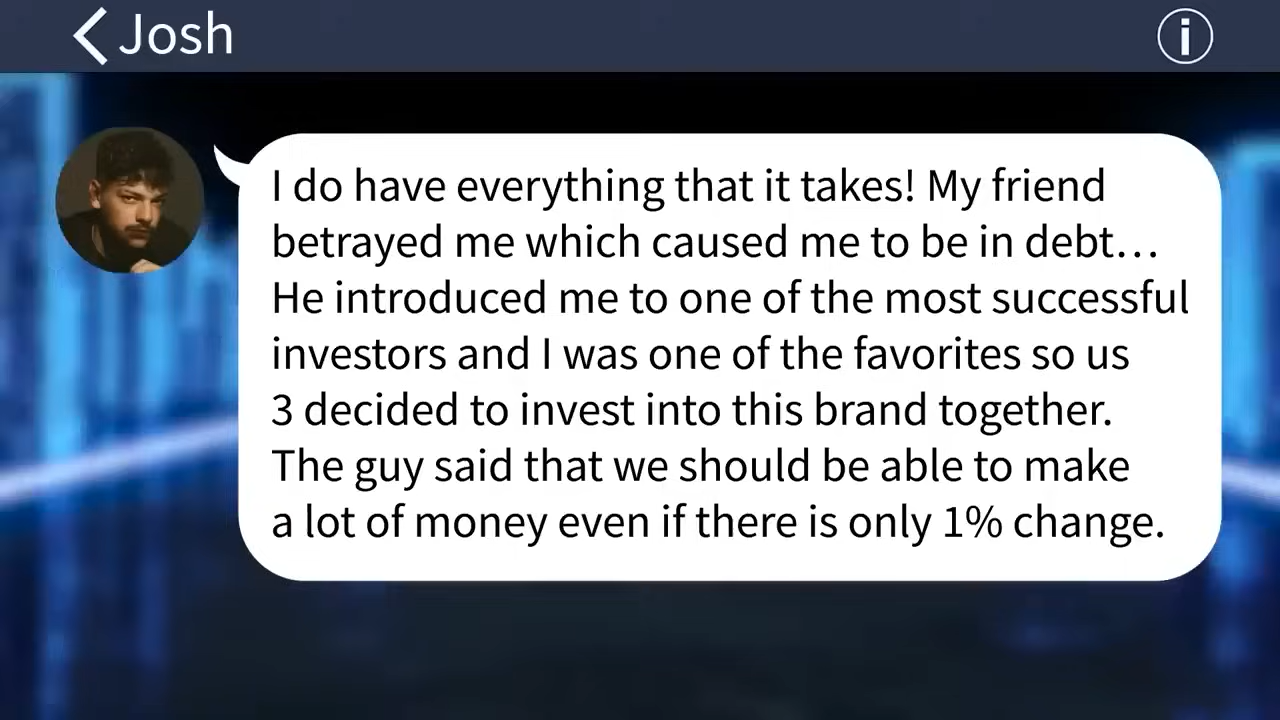 Josh
i
I do have everything that it takes! My friend
betrayed me which caused me to be in debt...
He introduced me to one of the most successful
investors and I was one of the favorites so us
3 decided to invest into this brand together.
The guy said that we should be able to make
a lot of money even if there is only 1% change.